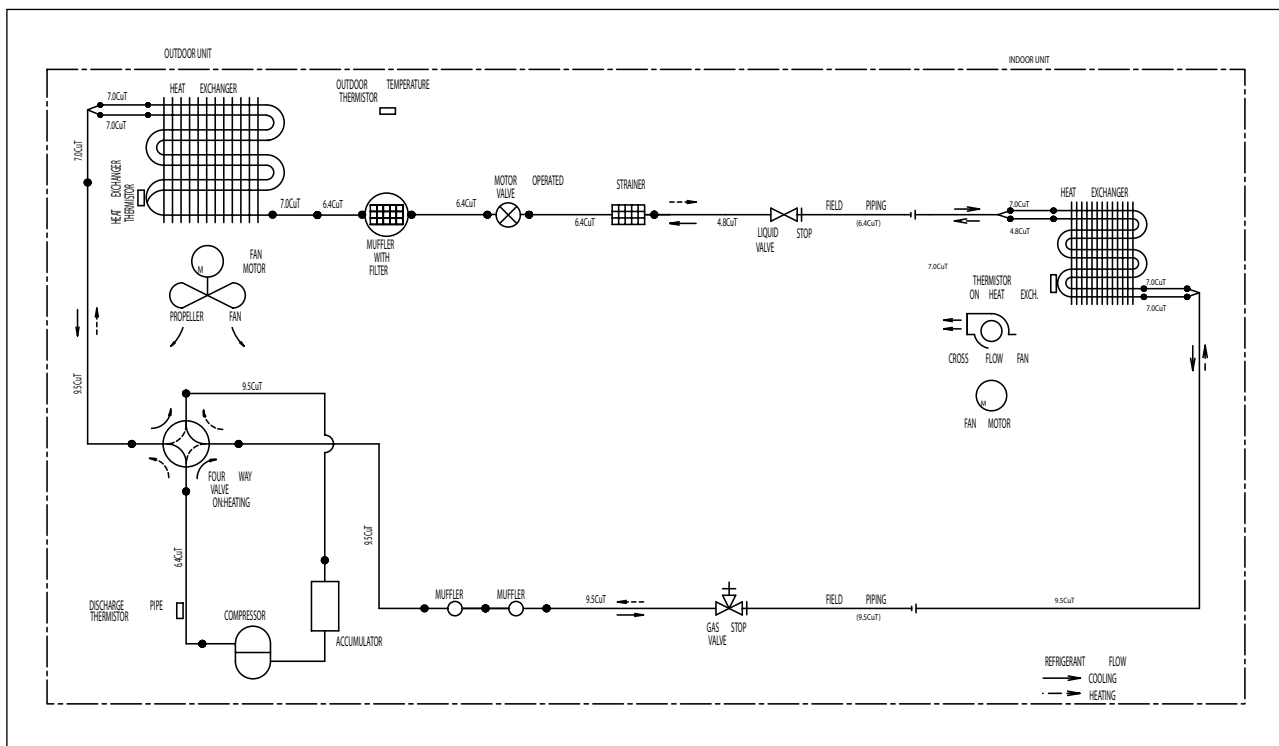 OUTDOOR UNIT
INDOOR UNIT
HEAT EXCHANGER
7.0CuT
7.0CuT
7.0CuT
HEAT EXCHANGER
THERMISTOR
OUTDOOR TEMPERATURE
THERMISTOR
7.0CuT
6.4CuT
MUFFLER
WITH
FILTER
6.4CuT
MOTOR OPERATED
VALVE
6.4CuT
STRAINER
4.8CuT
LIQUID STOP
VALVE
FIELD PIPING
(6.4CuT)
HEAT EXCHANGER
7.0CuT
4.8CuT
7.0CuT
THERMISTOR
ON HEAT EXCH.
7.0CuT
7.0CuT
CROSS FLOW FAN
M
FAN MOTOR
FAN
MOTOR
M
PROPELLER FAN
9.5CuT
9.5CuT
FOUR WAY
VALVE
ON:HEATING
6.4CuT
9.5CuT
DISCHARGE PIPE
THERMISTOR
COMPRESSOR
ACCUMULATOR
MUFFLER
MUFFLER
9.5CuT
GAS STOP
VALVE
FIELD PIPING
(9.5CuT)
9.5CuT
REFRIGERANT FLOW
COOLING
HEATING